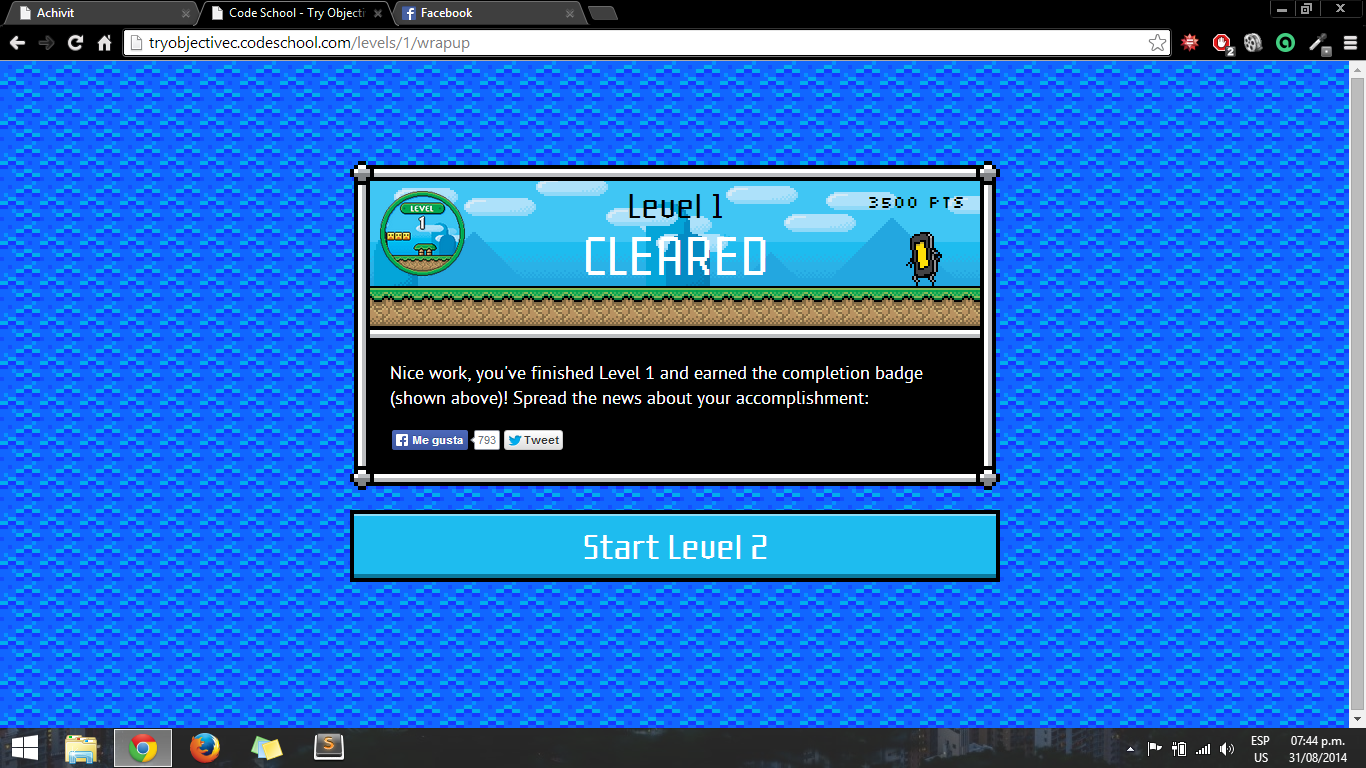 Achivit
Code School - Try Objecti
Facebook
tryobjectivec.codeschool.com/levels/1/wrapup
2
LEVEL
1
Level 1
CLEARED
3500 PTS
Nice work, you've finished Level 1 and earned the completion badge
(shown above)! Spread the news about your accomplishment:
Me gusta
793
Tweet
Start Level 2
S
ESP
US
07:44 p.m.
31/08/2014